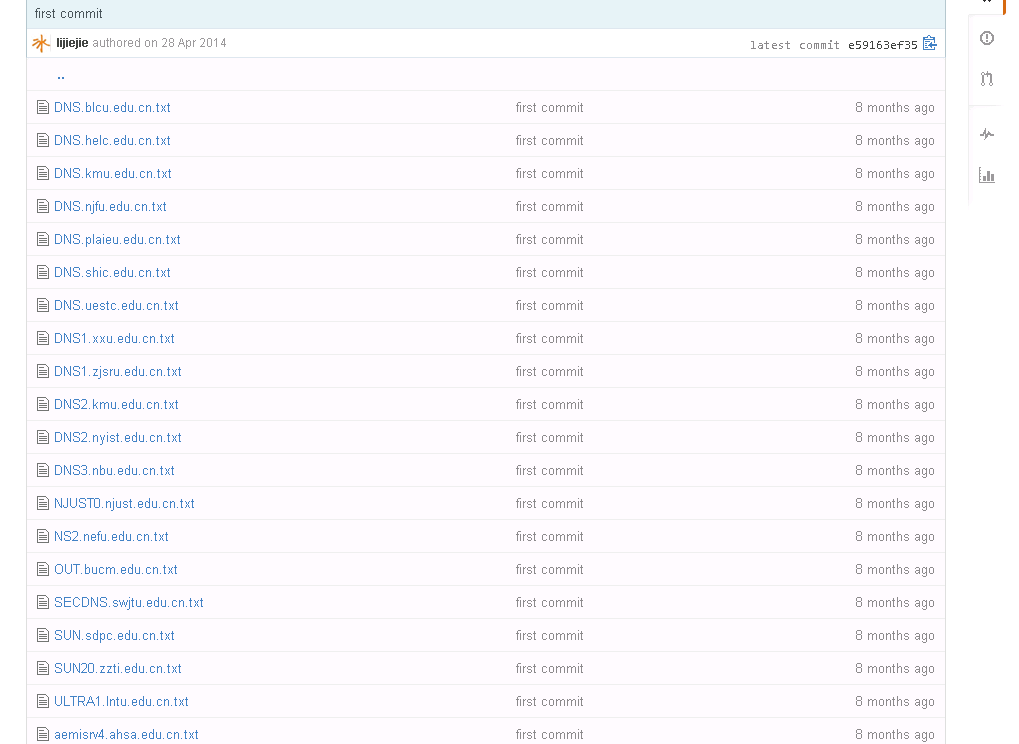 first commit
lijiejie authored on 28 Apr 2014 latest commit e59163ef35
..
DNS.blcu.edu.cn.txt first commit 8 months ago
DNS.helc.edu.cn.txt first commit 8 months ago
DNS.kmu.edu.cn.txt first commit 8 months ago
DNS.njfu.edu.cn.txt first commit 8 months ago
DNS.plaieu.edu.cn.txt first commit 8 months ago
DNS.shic.edu.cn.txt first commit 8 months ago
DNS.uestc.edu.cn.txt first commit 8 months ago
DNS1.xxu.edu.cn.txt first commit 8 months ago
DNS1.zjsru.edu.cn.txt first commit 8 months ago
DNS2.kmu.edu.cn.txt first commit 8 months ago
DNS2.nyist.edu.cn.txt first commit 8 months ago
DNS3.nbu.edu.cn.txt first commit 8 months ago
NJUST0.njust.edu.cn.txt first commit 8 months ago
NS2.nefu.edu.cn.txt first commit 8 months ago
OUT.bucm.edu.cn.txt first commit 8 months ago
SECDNS.swjtu.edu.cn.txt first commit 8 months ago
SUN.sdpc.edu.cn.txt first commit 8 months ago
SUN20.zzti.edu.cn.txt first commit 8 months ago
ULTRA1.lntu.edu.cn.txt first commit 8 months ago
aemisrv4.ahsa.edu.cn.txt first commit 8 months ago